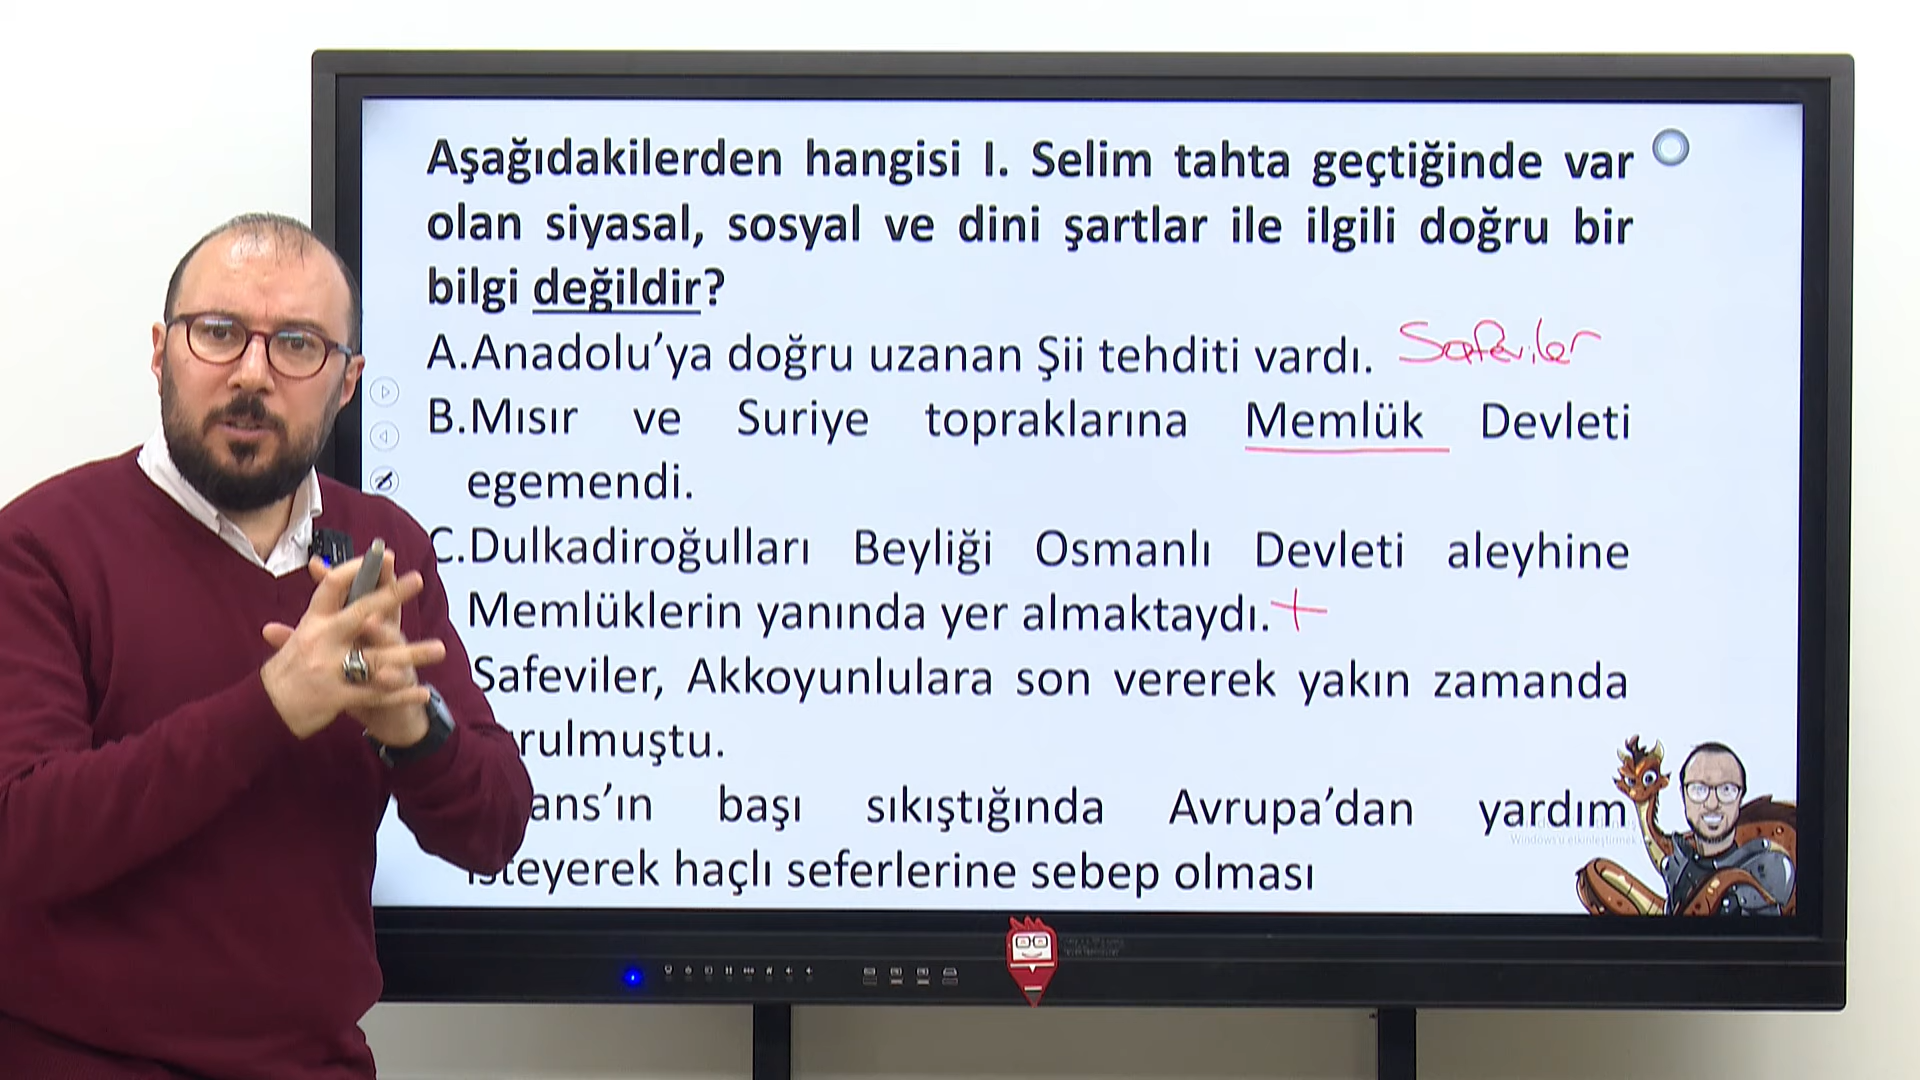 Aşağıdakilerden hangisi I. Selim tahta geçtiğinde var
olan siyasal, sosyal ve dini şartlar ile ilgili doğru bir
bilgi değildir?
A.Anadolu'ya doğru uzanan Şii tehditi vardı. Safeviler
B.Mısır ve Suriye topraklarına Memlük Devleti
egemendi.
C.Dulkadiroğulları Beyliği Osmanlı Devleti aleyhine
Memlüklerin yanında yer almaktaydı. +
Safeviler, Akkoyunlulara son vererek yakın zamanda
rulmuştu.
ans'ın başı sıkıştığında Avrupa'dan yardım
isteyerek haçlı seferlerine sebep olması